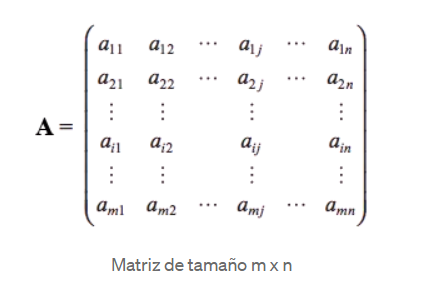 a11 a12 ⋯ a1j ⋯ a1n
a21 a22 ⋯ a2j ⋯ a2n
⋮ ⋮ ⋮ ⋮
A = ai1 ai2 aij ain
⋮ ⋮ ⋮ ⋮
am1 am2 ⋯ amj ⋯ amn
Matriz de tamaño m x n